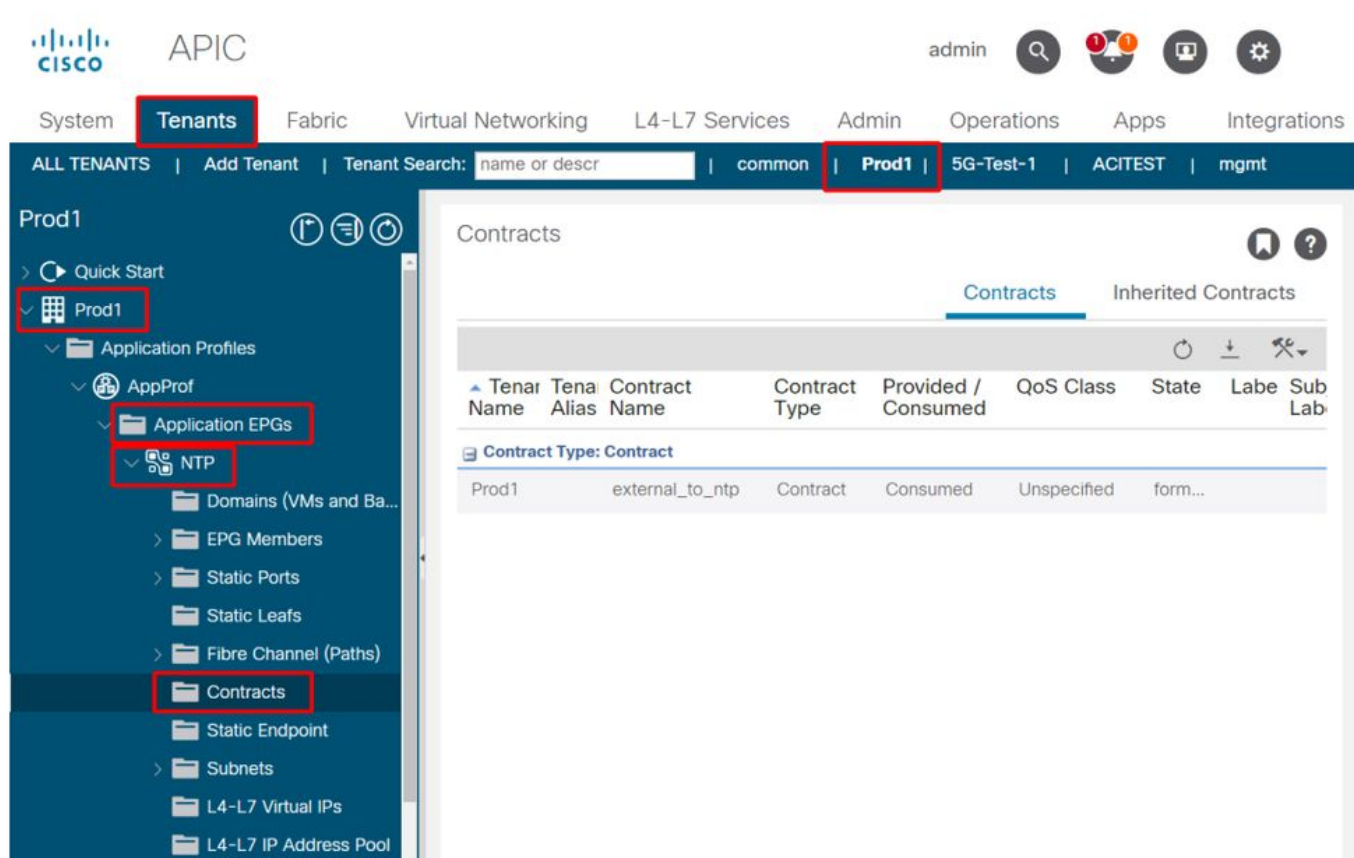 CISCO
APIC
admin
1
1
System Tenants Fabric Virtual Networking L4-L7 Services Admin Operations Apps Integrations
ALL TENANTS | Add Tenant | Tenant Search: name or descr | common | Prod1 | 5G-Test-1 | ACITEST | mgmt
Prod1
Quick Start
Prod1
Application Profiles
AppProf
Application EPGs
NTP
Domains (VMs and Ba...
EPG Members
Static Ports
Static Leafs
Fibre Channel (Paths)
Contracts
Static Endpoint
Subnets
L4-L7 Virtual IPs
L4-L7 IP Address Pool
Contracts
?
Contracts Inherited Contracts
Tenar Tena Contract Contract Provided / QoS Class State Labe Sub
Name Alias Name Type Consumed Lab
Contract Type: Contract
Prod1 external_to_ntp Contract Consumed Unspecified form...